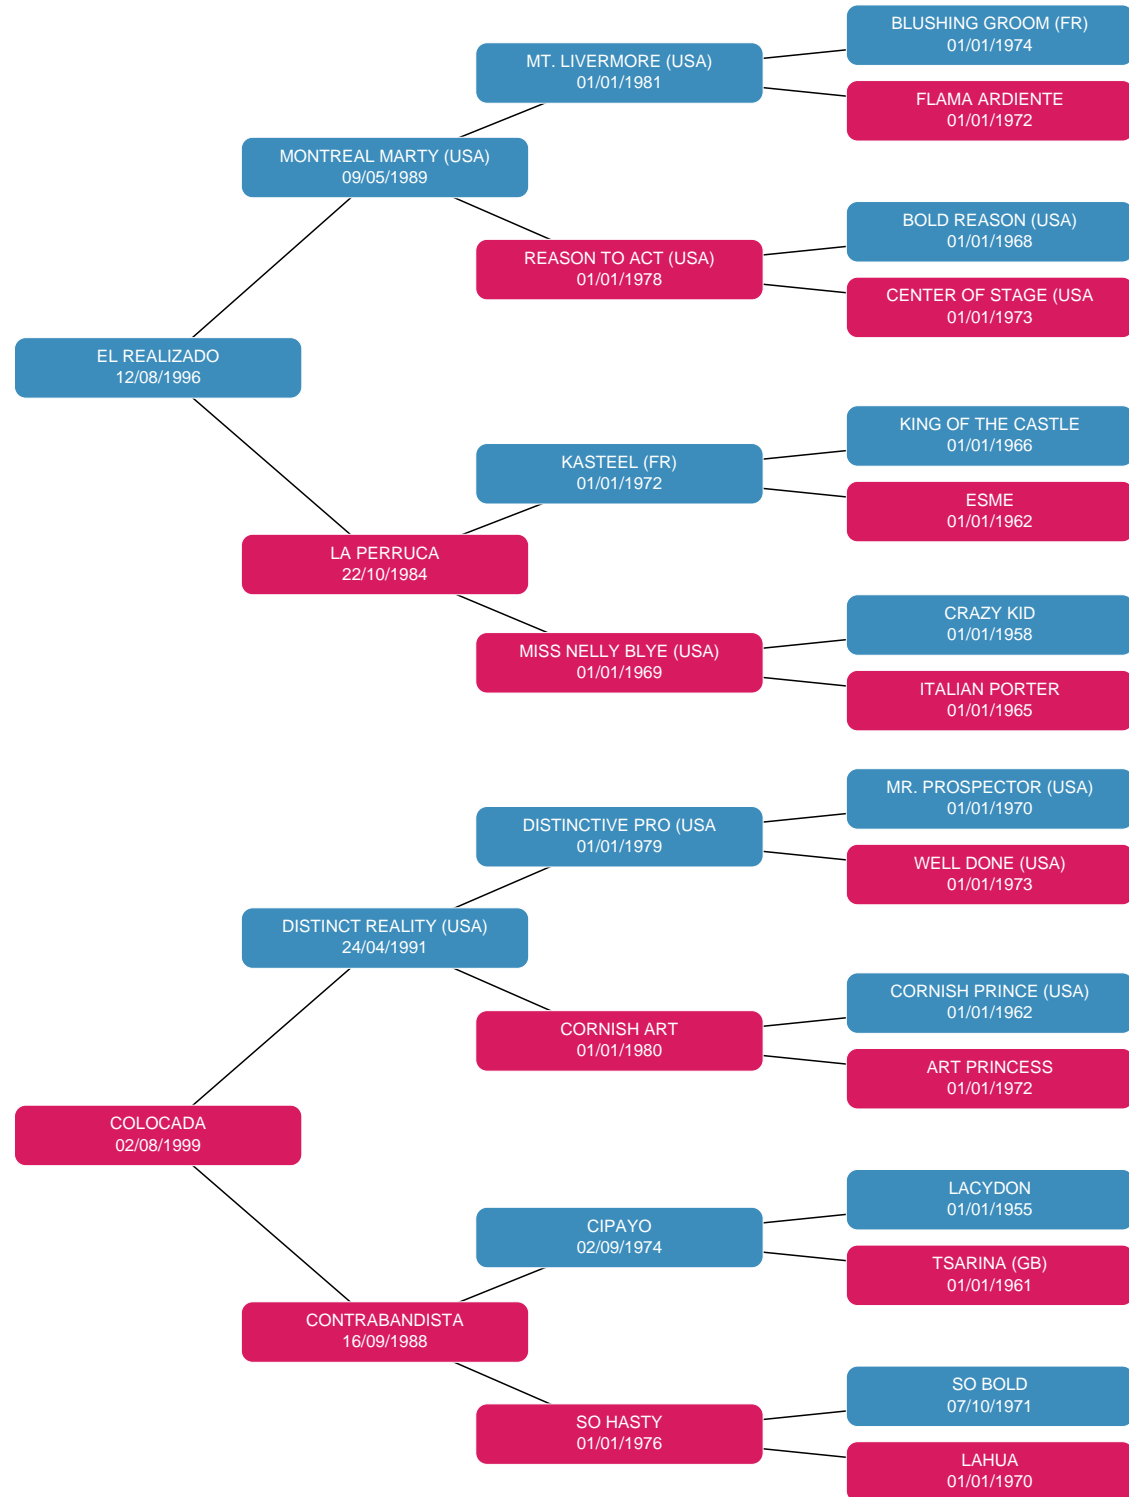 BLUSHING GROOM (FR)
01/01/1974
MT. LIVERMORE (USA)
01/01/1981
FLAMA ARDIENTE
01/01/1972
MONTREAL MARTY (USA)
09/05/1989
BOLD REASON (USA)
01/01/1968
REASON TO ACT (USA)
01/01/1978
CENTER OF STAGE (USA
01/01/1973
EL REALIZADO
12/08/1996
KING OF THE CASTLE
01/01/1966
KASTEEL (FR)
01/01/1972
ESME
01/01/1962
LA PERRUCA
22/10/1984
CRAZY KID
01/01/1958
MISS NELLY BLYE (USA)
01/01/1969
ITALIAN PORTER
01/01/1965
MR. PROSPECTOR (USA)
01/01/1970
DISTINCTIVE PRO (USA
01/01/1979
WELL DONE (USA)
01/01/1973
DISTINCT REALITY (USA)
24/04/1991
CORNISH PRINCE (USA)
01/01/1962
CORNISH ART
01/01/1980
ART PRINCESS
01/01/1972
COLOCADA
02/08/1999
LACYDON
01/01/1955
CIPAYO
02/09/1974
TSARINA (GB)
01/01/1961
CONTRABANDISTA
16/09/1988
SO BOLD
07/10/1971
SO HASTY
01/01/1976
LAHUA
01/01/1970